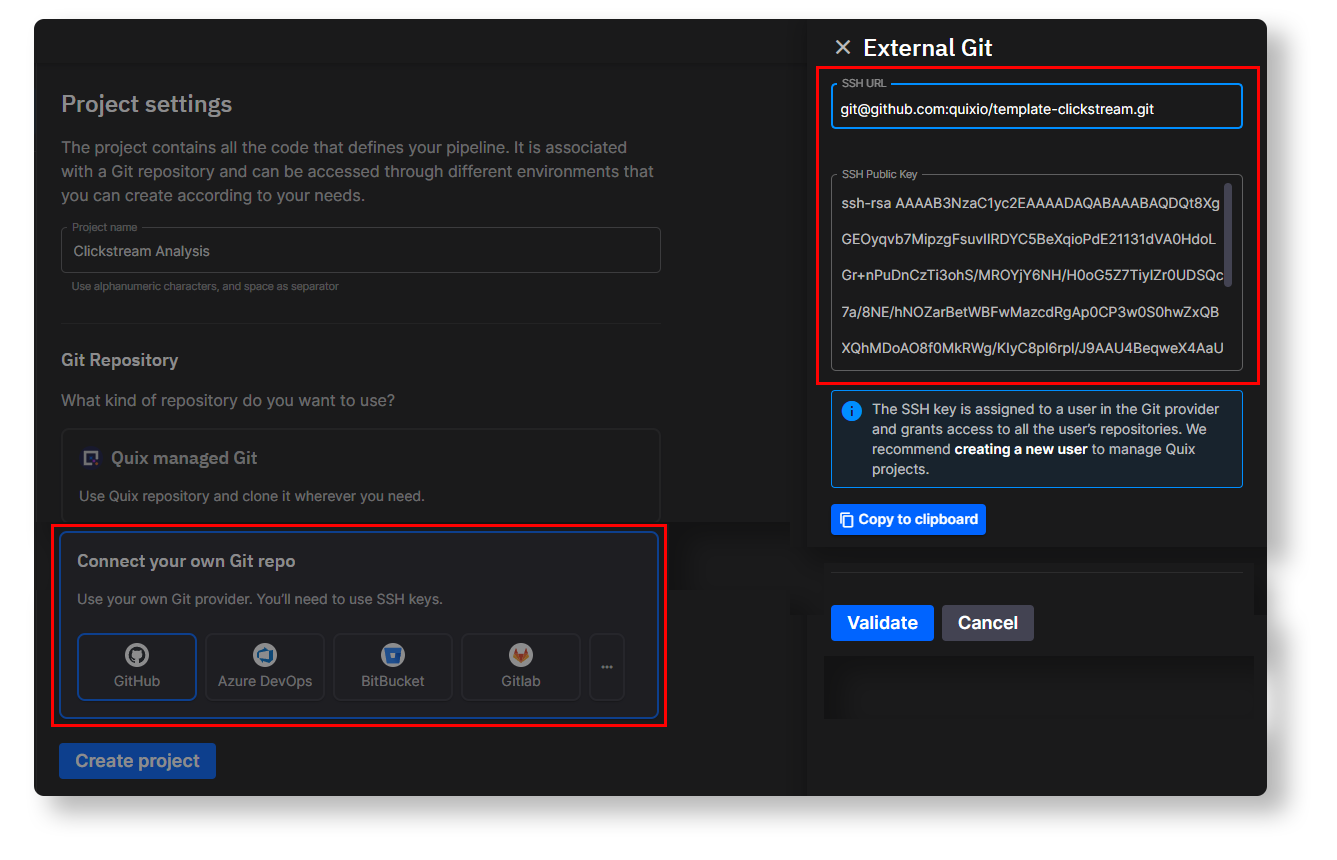 Project settings
The project contains all the code that defines your pipeline. It is associated
with a Git repository and can be accessed through different environments that
you can create according to your needs.
Project name
Clickstream Analysis
Use alphanumeric characters, and space as separator
Git Repository
What kind of repository do you want to use?
Quix managed Git
Use Quix repository and clone it wherever you need.
Connect your own Git repo
Use your own Git provider. You’ll need to use SSH keys.
GitHub
Azure DevOps
BitBucket
Gitlab
...
Create project
External Git
SSH URL
git@github.com:quixio/template-clickstream.git
SSH Public Key
ssh-rsa AAAAB3NzaC1yc2EAAAADAQABAAABAQDQt8Xg
GEOyqvb7MipzgFsuvlIRDYC5BeXqioPdE21131dVA0HdoL
Gr+nPuDnCzTi3ohS/MROYjY6NH/H0oG5Z7TiyIZr0UDSQc
7a/8NE/hNOZarBetWBFwMazcdRgAp0CP3w0S0hwZxQB
XQhMDoAO8f0MkRWg/KIyC8pl6rpl/J9AAU4BeqweX4AaU
The SSH key is assigned to a user in the Git provider
and grants access to all the user’s repositories. We
recommend creating a new user to manage Quix
projects.
Copy to clipboard
Validate
Cancel